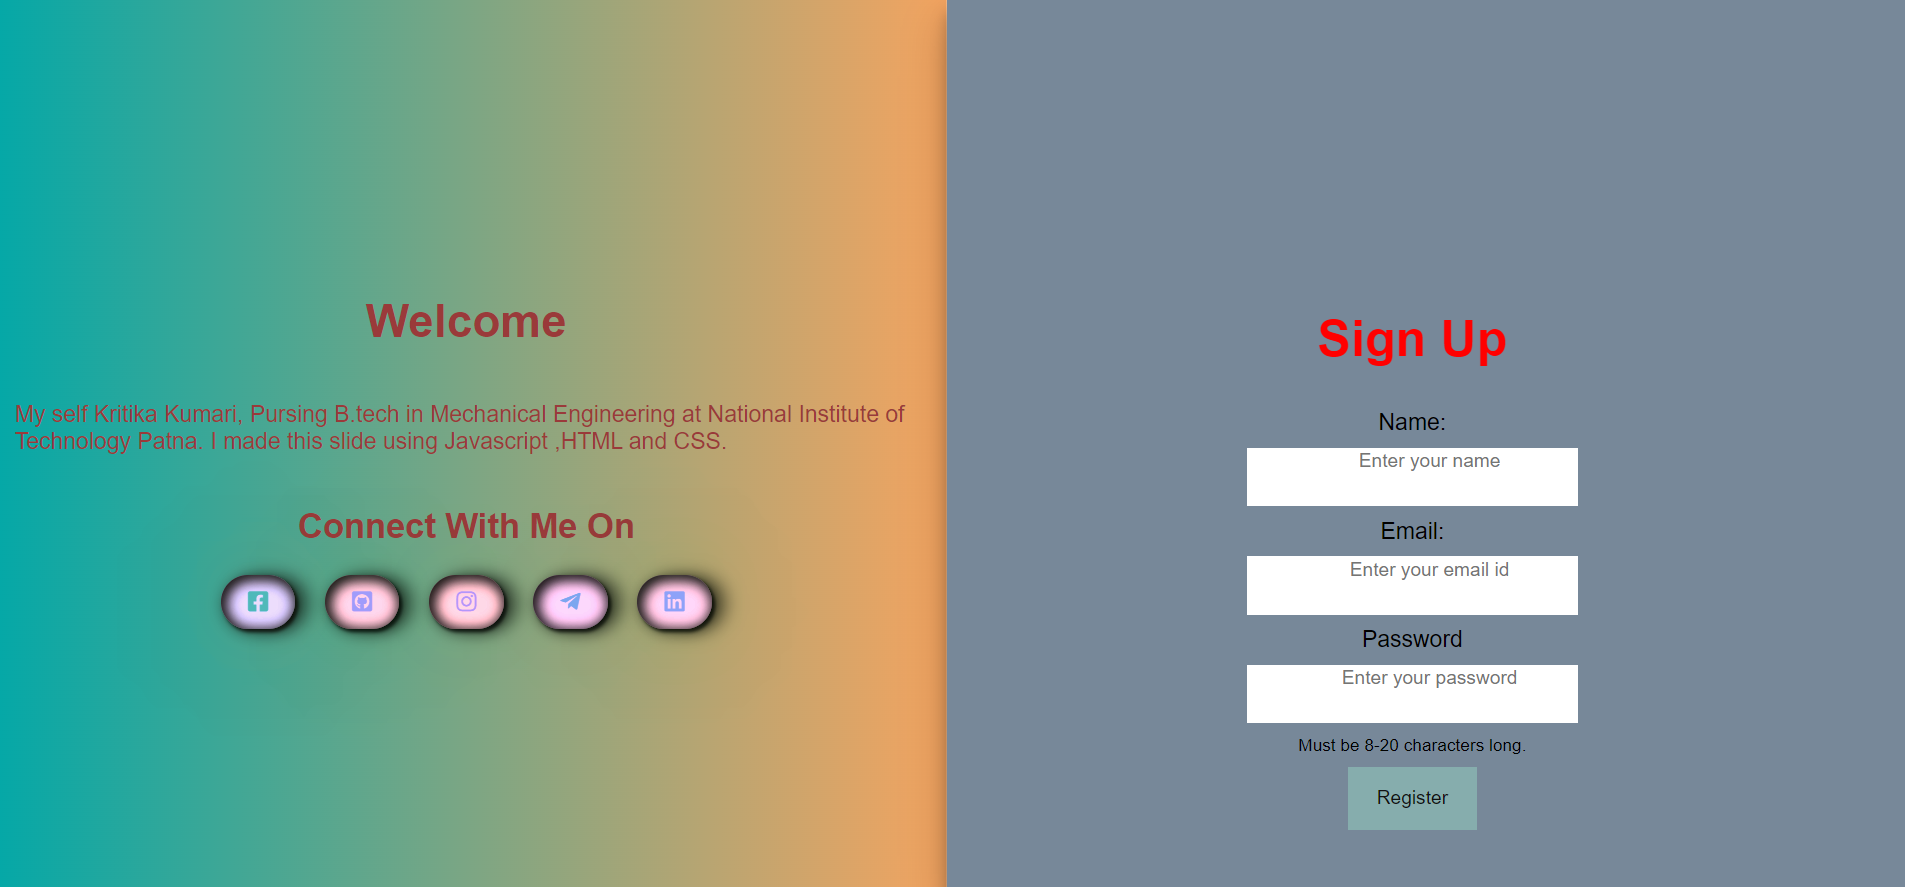 Welcome
My self Kritika Kumari, Pursing B.tech in Mechanical Engineering at National Institute of
Technology Patna. I made this slide using Javascript ,HTML and CSS.
Connect With Me On
Sign Up
Name:
Enter your name
Email:
Enter your email id
Password
Enter your password
Must be 8-20 characters long.
Register